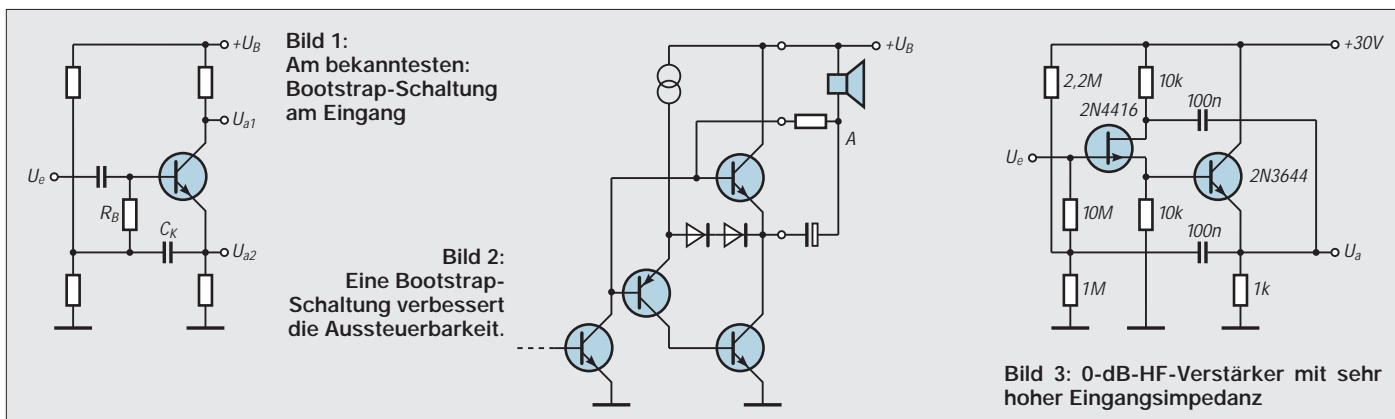 +U_B
Bild 1:
Am bekanntesten:
Bootstrap-Schaltung
am Eingang
U_a1
U_e
R_B
C_K
U_a2
+U_B
A
Bild 2:
Eine Bootstrap-
Schaltung verbessert
die Aussteuerbarkeit.
+30V
2,2M
10k
100n
2N4416
U_e
2N3644
10M
10k
100n
U_a
1M
1k
Bild 3: 0-dB-HF-Verstärker mit sehr
hoher Eingangsimpedanz